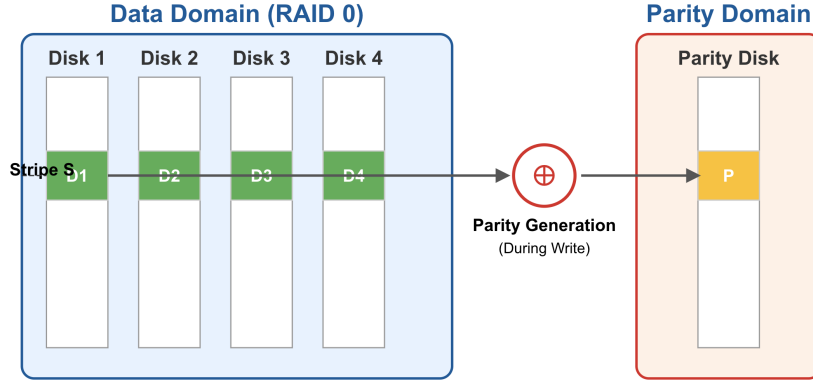 Data Domain (RAID 0)
Parity Domain
Disk 1
Disk 2
Disk 3
Disk 4
Parity Disk
Stripe S
D1
D2
D3
D4
P
Parity Generation
(During Write)